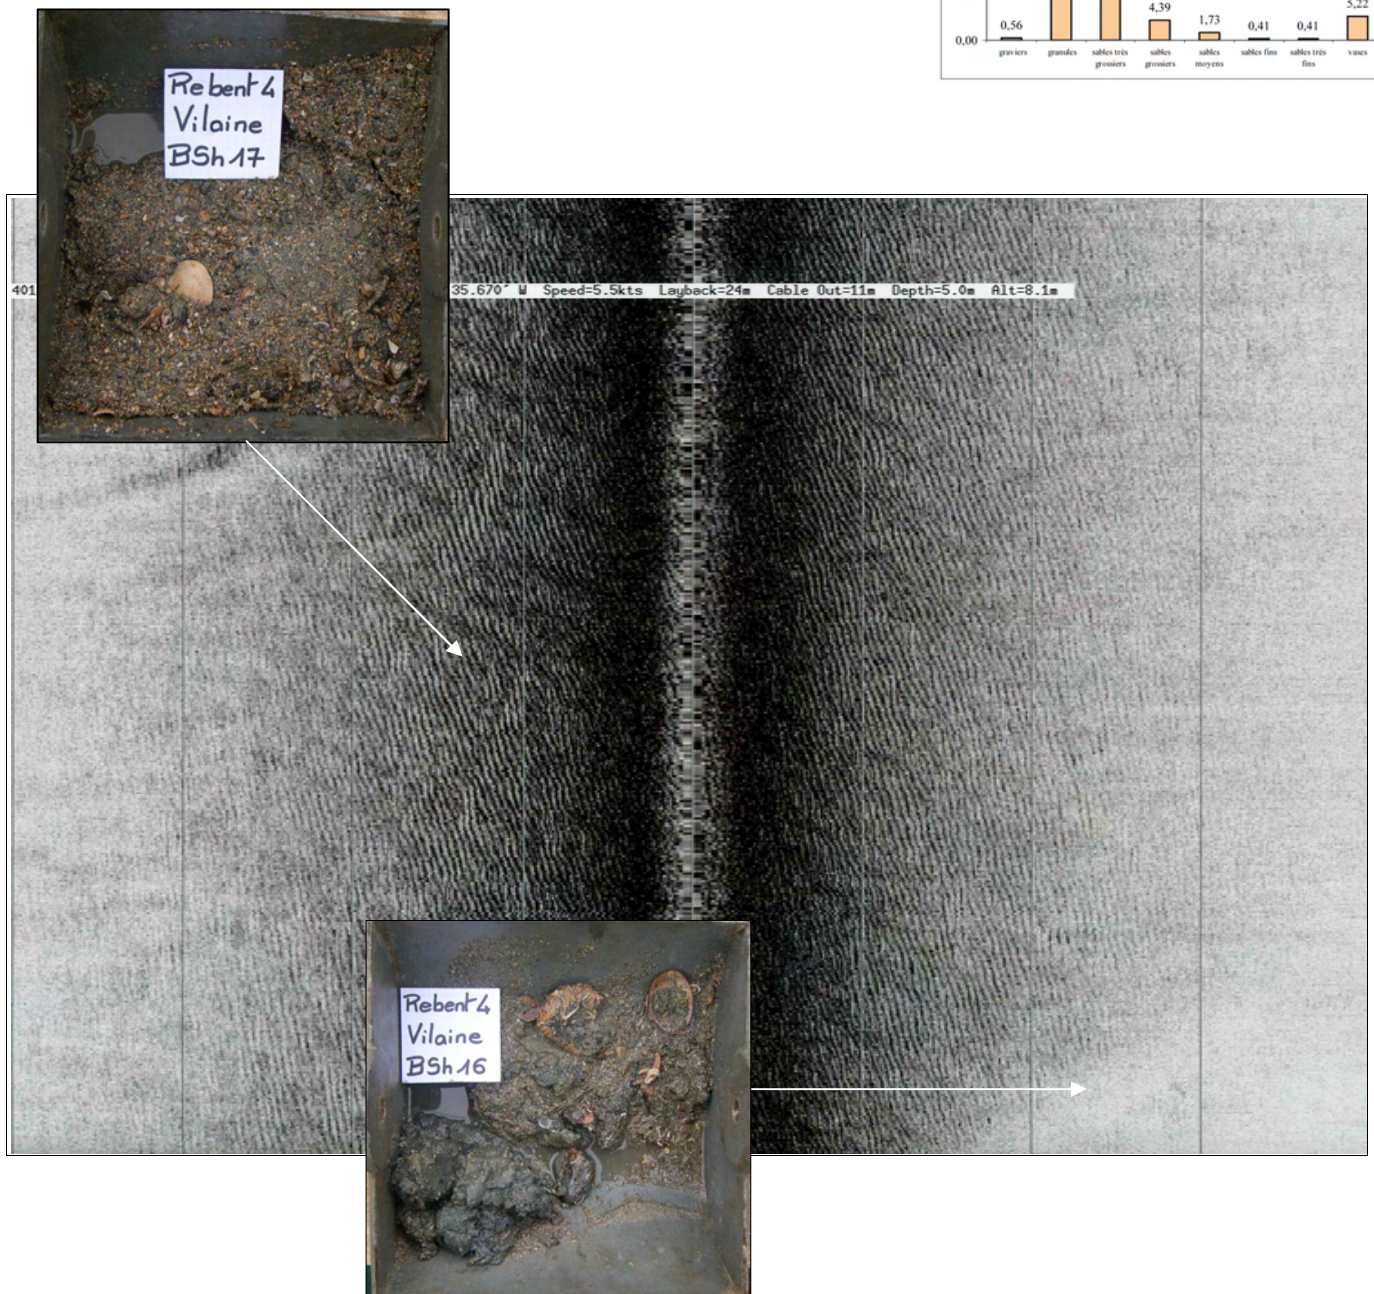 4,39
1,73
0,41
0,41
5,22
0,56
0,00
graviers
granules
sables très grossiers
sables grossiers
sables moyens
sables fins
sables très fins
vases
Rebent 4
Vilaine
BSh 17
401
35.670' W Speed=5.5kts Layback=24m Cable Out=11m Depth=5.0m Alt=8.1m
Rebent 4
Vilaine
BSh 16